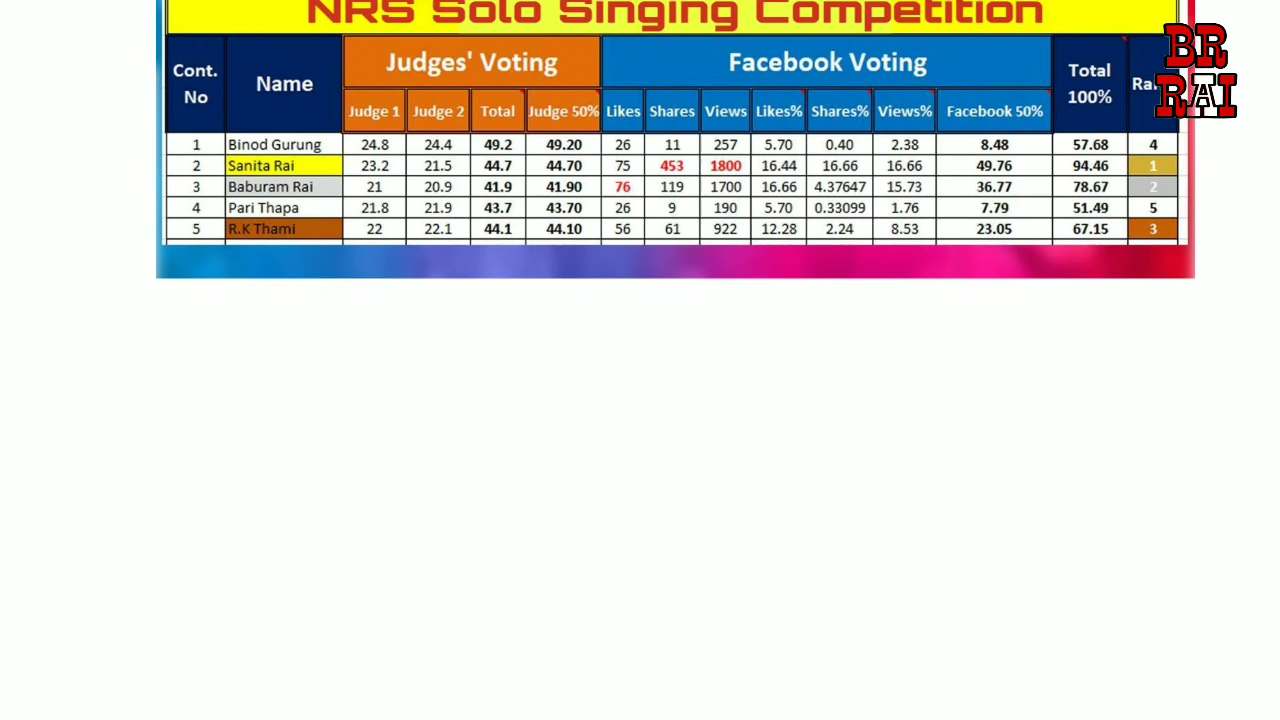 NRS Solo Singing Competition
BR
RAI
Cont. No Name Judges' Voting Facebook Voting Total 100%
Judge 1 Judge 2 Total Judge 50% Likes Shares Views Likes% Shares% Views% Facebook 50%
1 Binod Gurung 24.8 24.4 49.2 49.20 26 11 257 5.70 0.40 2.38 8.48 57.68 4
2 Sanita Rai 23.2 21.5 44.7 44.70 75 453 1800 16.44 16.66 16.66 49.76 94.46 1
3 Baburam Rai 21 20.9 41.9 41.90 76 119 1700 16.66 4.37647 15.73 36.77 78.67 2
4 Pari Thapa 21.8 21.9 43.7 43.70 26 9 190 5.70 0.33099 1.76 7.79 51.49 5
5 R.K Thami 22 22.1 44.1 44.10 56 61 922 12.28 2.24 8.53 23.05 67.15 3